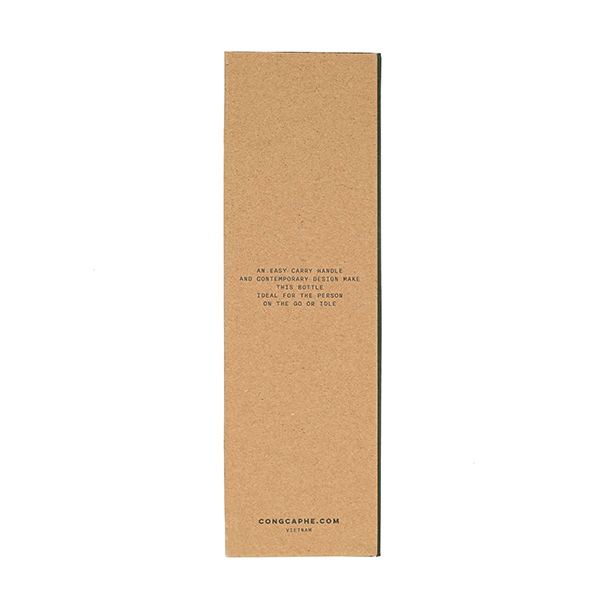 AN EASY CARRY HANDLE
AND CONTEMPORARY DESIGN MAKE
THIS BOTTLE
IDEAL FOR THE PERSON
ON THE GO OR IDLE
CONGCAPHE.COM
VIETNAM